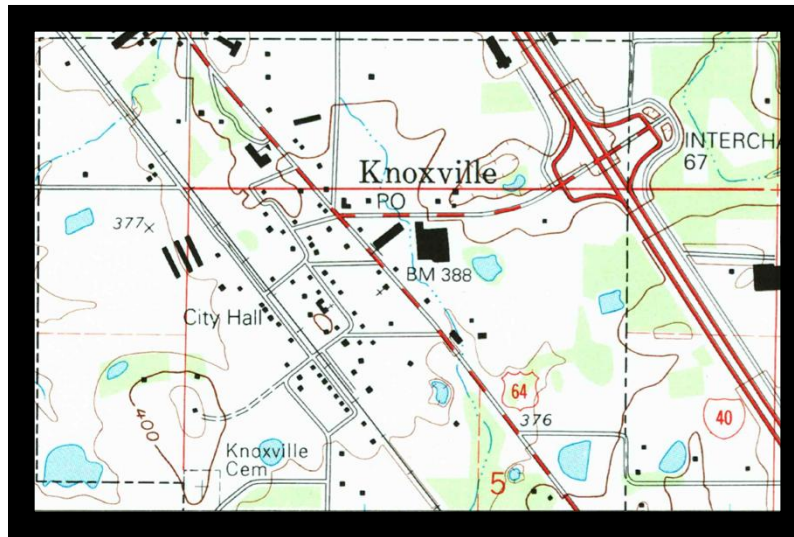 INTERCHA
67
Knoxville
PO
377
BM 388
City Hall
64
40
400
376
Knoxville
Cem
5